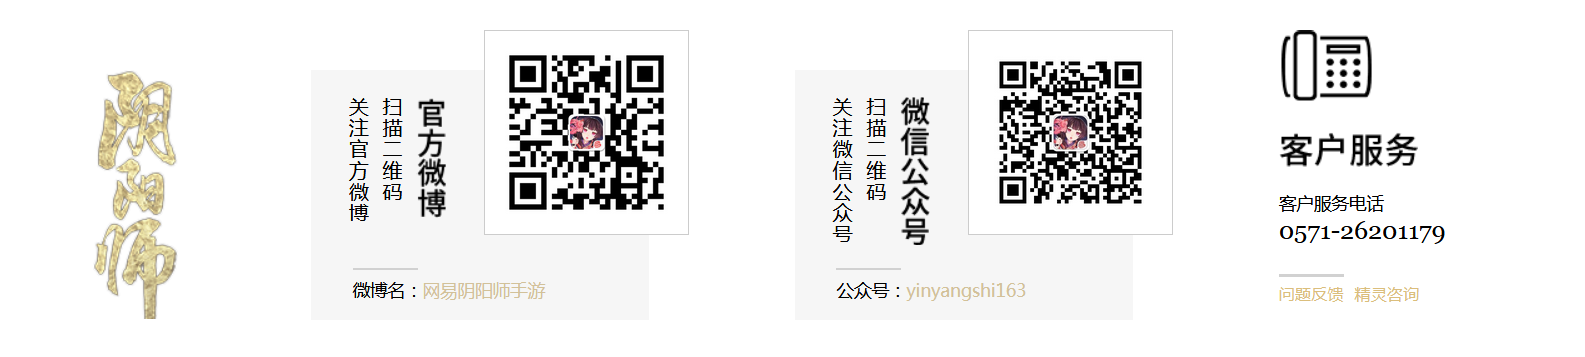 阴阳师
官方微博
扫描二维码
关注官方微博
微博名：网易阴阳师手游
微信公众号
扫描二维码
关注微信公众号
公众号：yinyangshi163
客户服务
客户服务电话
0571-26201179
问题反馈 精灵咨询